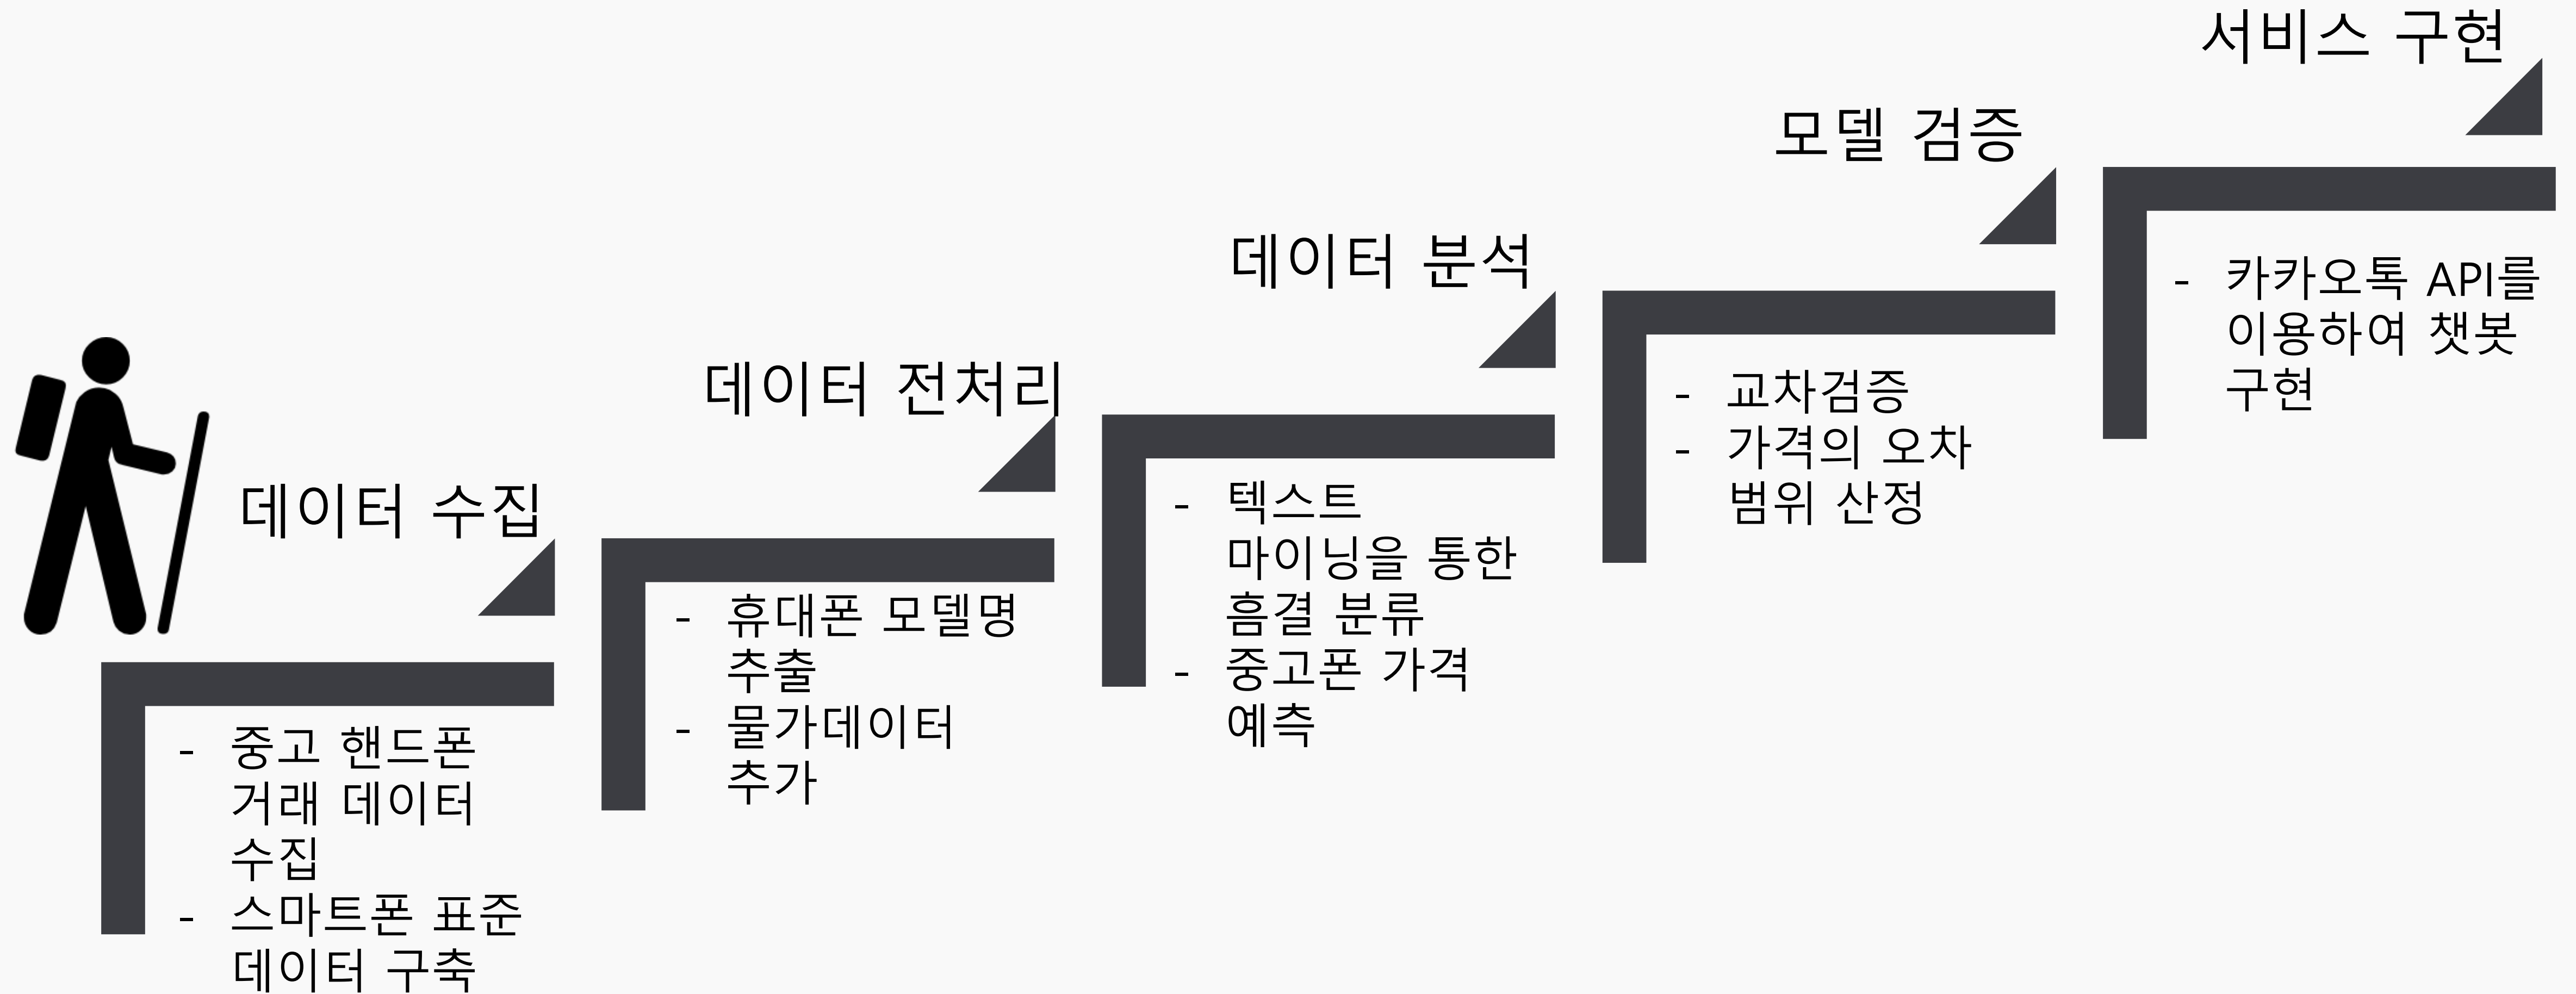 데이터 수집
- 중고 핸드폰
거래 데이터
수집
- 스마트폰 표준
데이터 구축
데이터 전처리
- 휴대폰 모델명
추출
- 물가데이터
추가
데이터 분석
- 텍스트
마이닝을 통한
흠결 분류
- 중고폰 가격
예측
모델 검증
- 교차검증
- 가격의 오차
범위 산정
서비스 구현
- 카카오톡 API를
이용하여 챗봇
구현